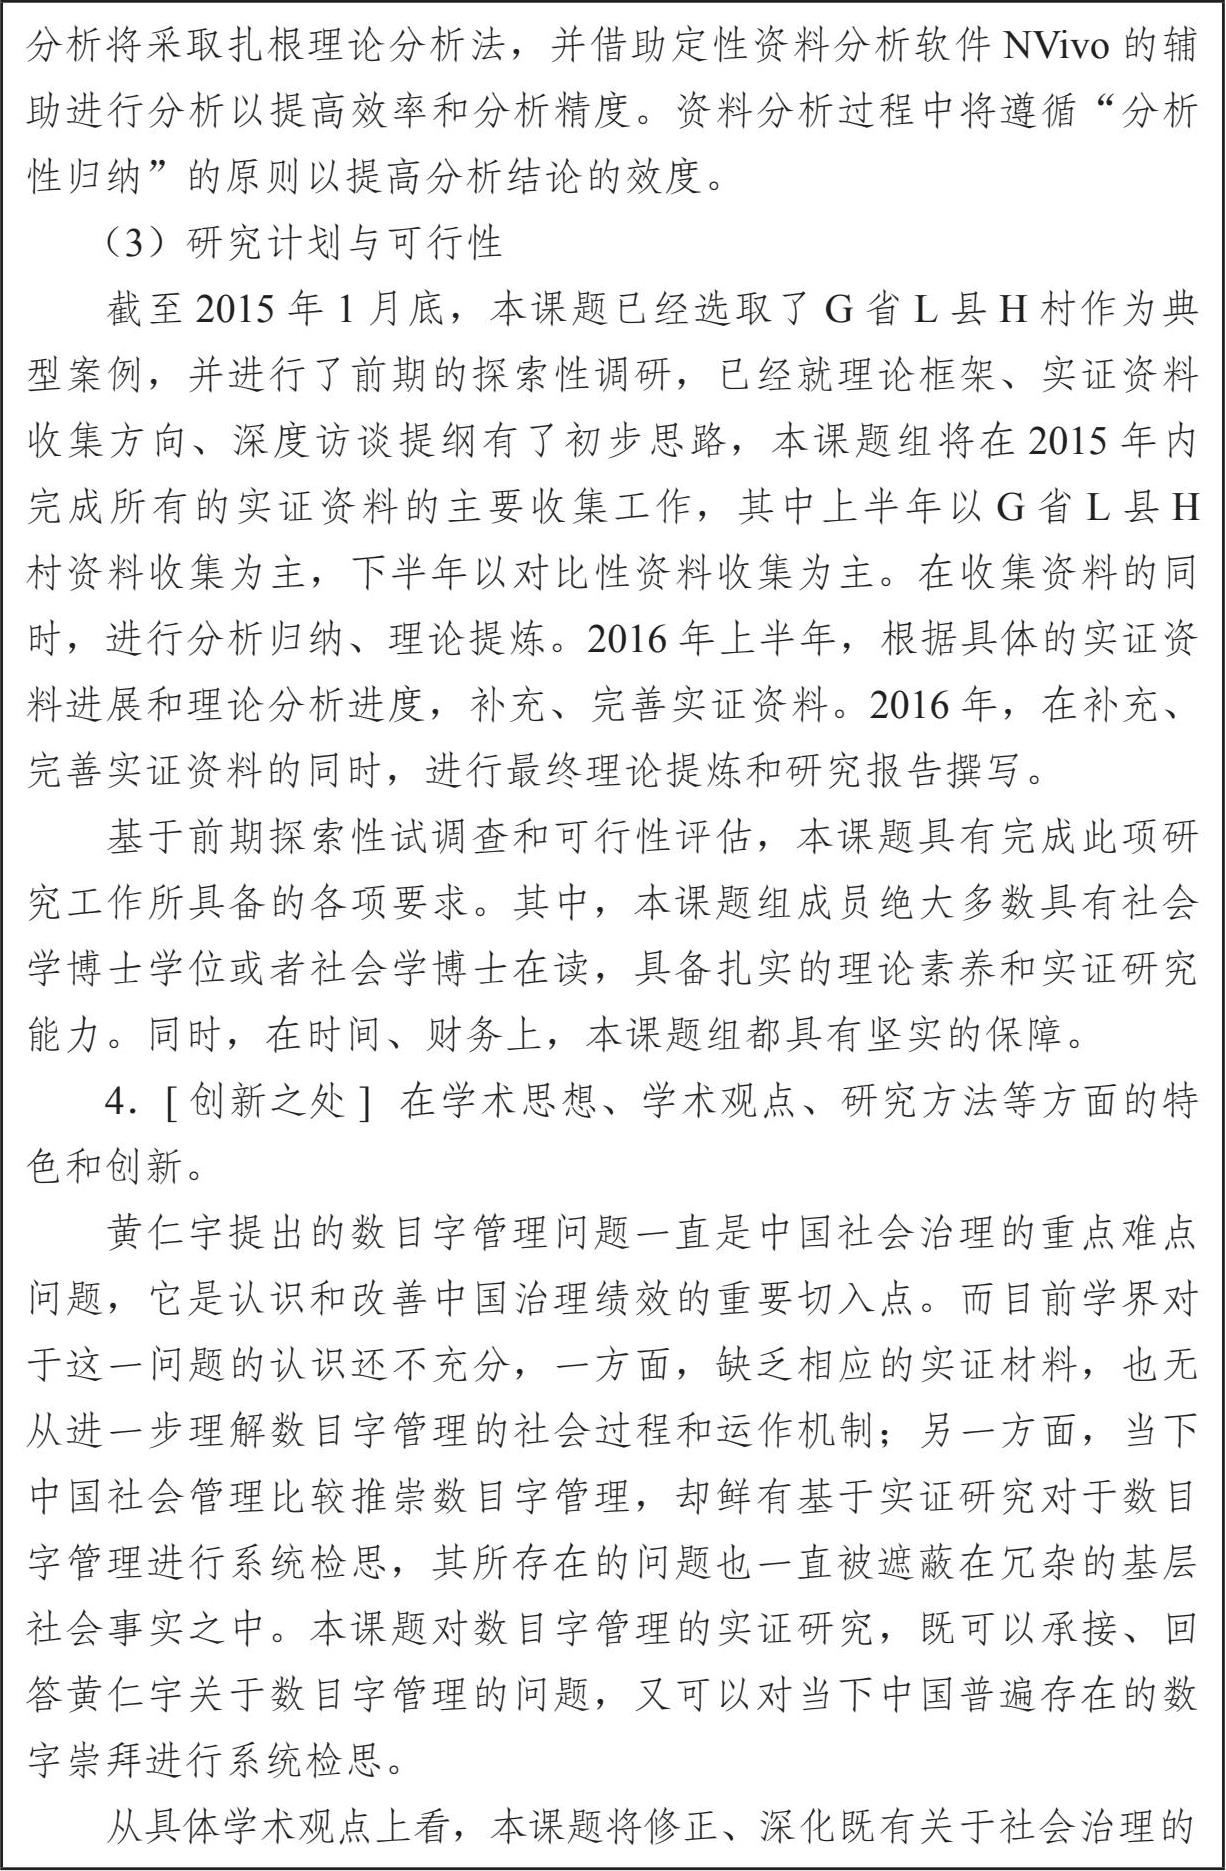 分析将采取扎根理论分析法，并借助定性资料分析软件 NVivo 的辅
助进行分析以提高效率和分析精度。资料分析过程中将遵循“分析
性归纳”的原则以提高分析结论的效度。
（3）研究计划与可行性
截至 2015 年 1 月底，本课题已经选取了 G 省 L 县 H 村作为典
型案例，并进行了前期的探索性调研，已经就理论框架、实证资料
收集方向、深度访谈提纲有了初步思路，本课题组将在 2015 年内
完成所有的实证资料的主要收集工作，其中上半年以 G 省 L 县 H
村资料收集为主，下半年以对比性资料收集为主。在收集资料的同
时，进行分析归纳、理论提炼。2016 年上半年，根据具体的实证资
料进展和理论分析进度，补充、完善实证资料。2016 年，在补充、
完善实证资料的同时，进行最终理论提炼和研究报告撰写。
基于前期探索性试调查和可行性评估，本课题具有完成此项研
究工作所具备的各项要求。其中，本课题组成员绝大多数具有社会
学博士学位或者社会学博士在读，具备扎实的理论素养和实证研究
能力。同时，在时间、财务上，本课题组都具有坚实的保障。
4. ［创新之处］ 在学术思想、学术观点、研究方法等方面的特
色和创新。
黄仁宇提出的数目字管理问题一直是中国社会治理的重点难点
问题，它是认识和改善中国治理绩效的重要切入点。而目前学界对
于这一问题的认识还不充分，一方面，缺乏相应的实证材料，也无
从进一步理解数目字管理的社会过程和运作机制；另一方面，当下
中国社会管理比较推崇数目字管理，却鲜有基于实证研究对于数目
字管理进行系统检思，其所存在的问题也一直被遮蔽在冗杂的基层
社会事实之中。本课题对数目字管理的实证研究，既可以承接、回
答黄仁宇关于数目字管理的问题，又可以对当下中国普遍存在的数
字崇拜进行系统检思。
从具体学术观点上看，本课题将修正、深化既有关于社会治理的